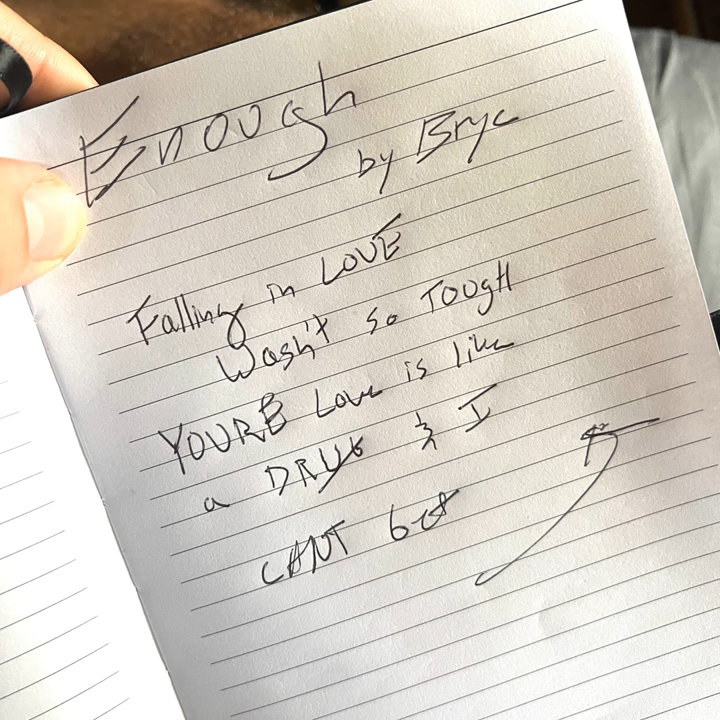 Enough
by Bryc
Falling in LOVE
Wasn't so TOUGH
YOURE Love is like
a DRUG & I
CANT Get